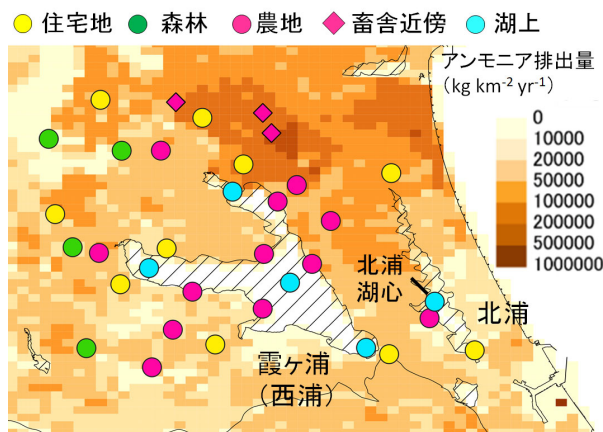 住宅地 森林 農地 畜舎近傍 湖上
アンモニア排出量
(kg km-2 yr-1)
0
10000
20000
50000
100000
200000
500000
1000000
北浦
湖心
北浦
霞ヶ浦
(西浦)